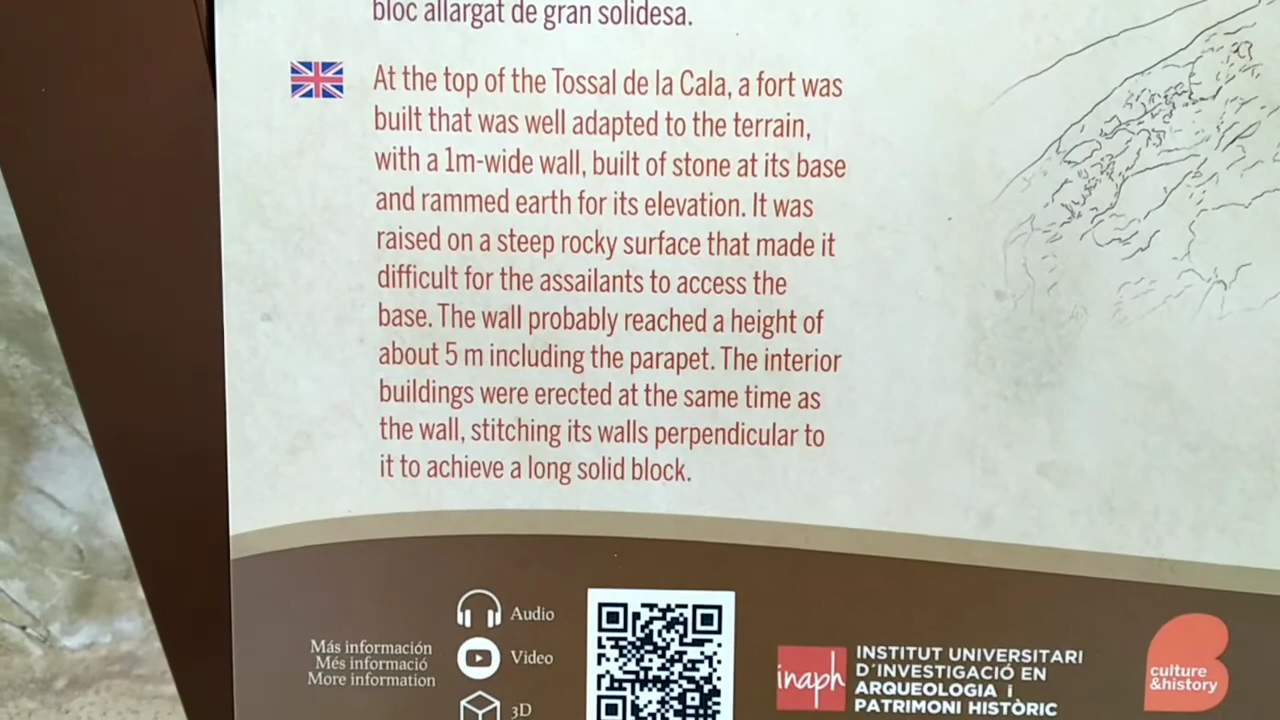 bloc allargat de gran solidesa.
At the top of the Tossal de la Cala, a fort was
built that was well adapted to the terrain,
with a 1m-wide wall, built of stone at its base
and rammed earth for its elevation. It was
raised on a steep rocky surface that made it
difficult for the assailants to access the
base. The wall probably reached a height of
about 5 m including the parapet. The interior
buildings were erected at the same time as
the wall, stitching its walls perpendicular to
it to achieve a long solid block.
Más información
Més informació
More information
Audio
Video
3D
inaph
INSTITUT UNIVERSITARI
D´INVESTIGACIÓ EN
ARQUEOLOGIA i
PATRIMONI HISTÒRIC
culture
&history